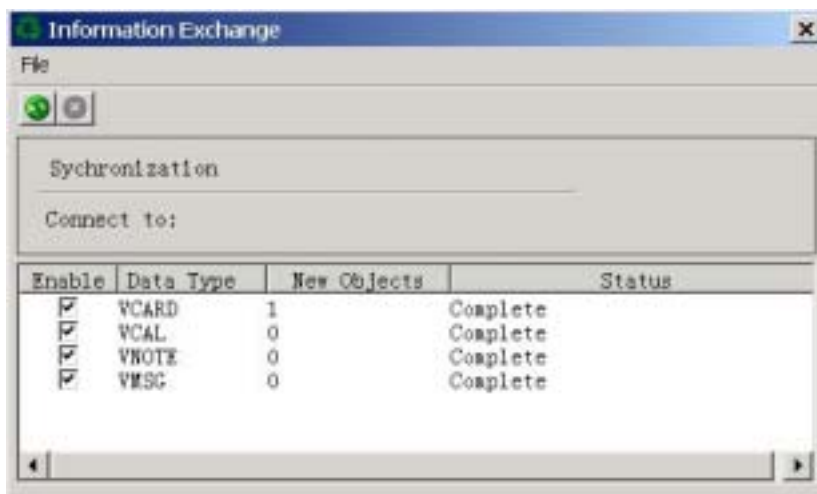 Information Exchange
File
Sychronization
Connect to:
Enable Data Type New Objects Status
VCARD 1 Complete
VCAL 0 Complete
VNOTE 0 Complete
VMSG 0 Complete